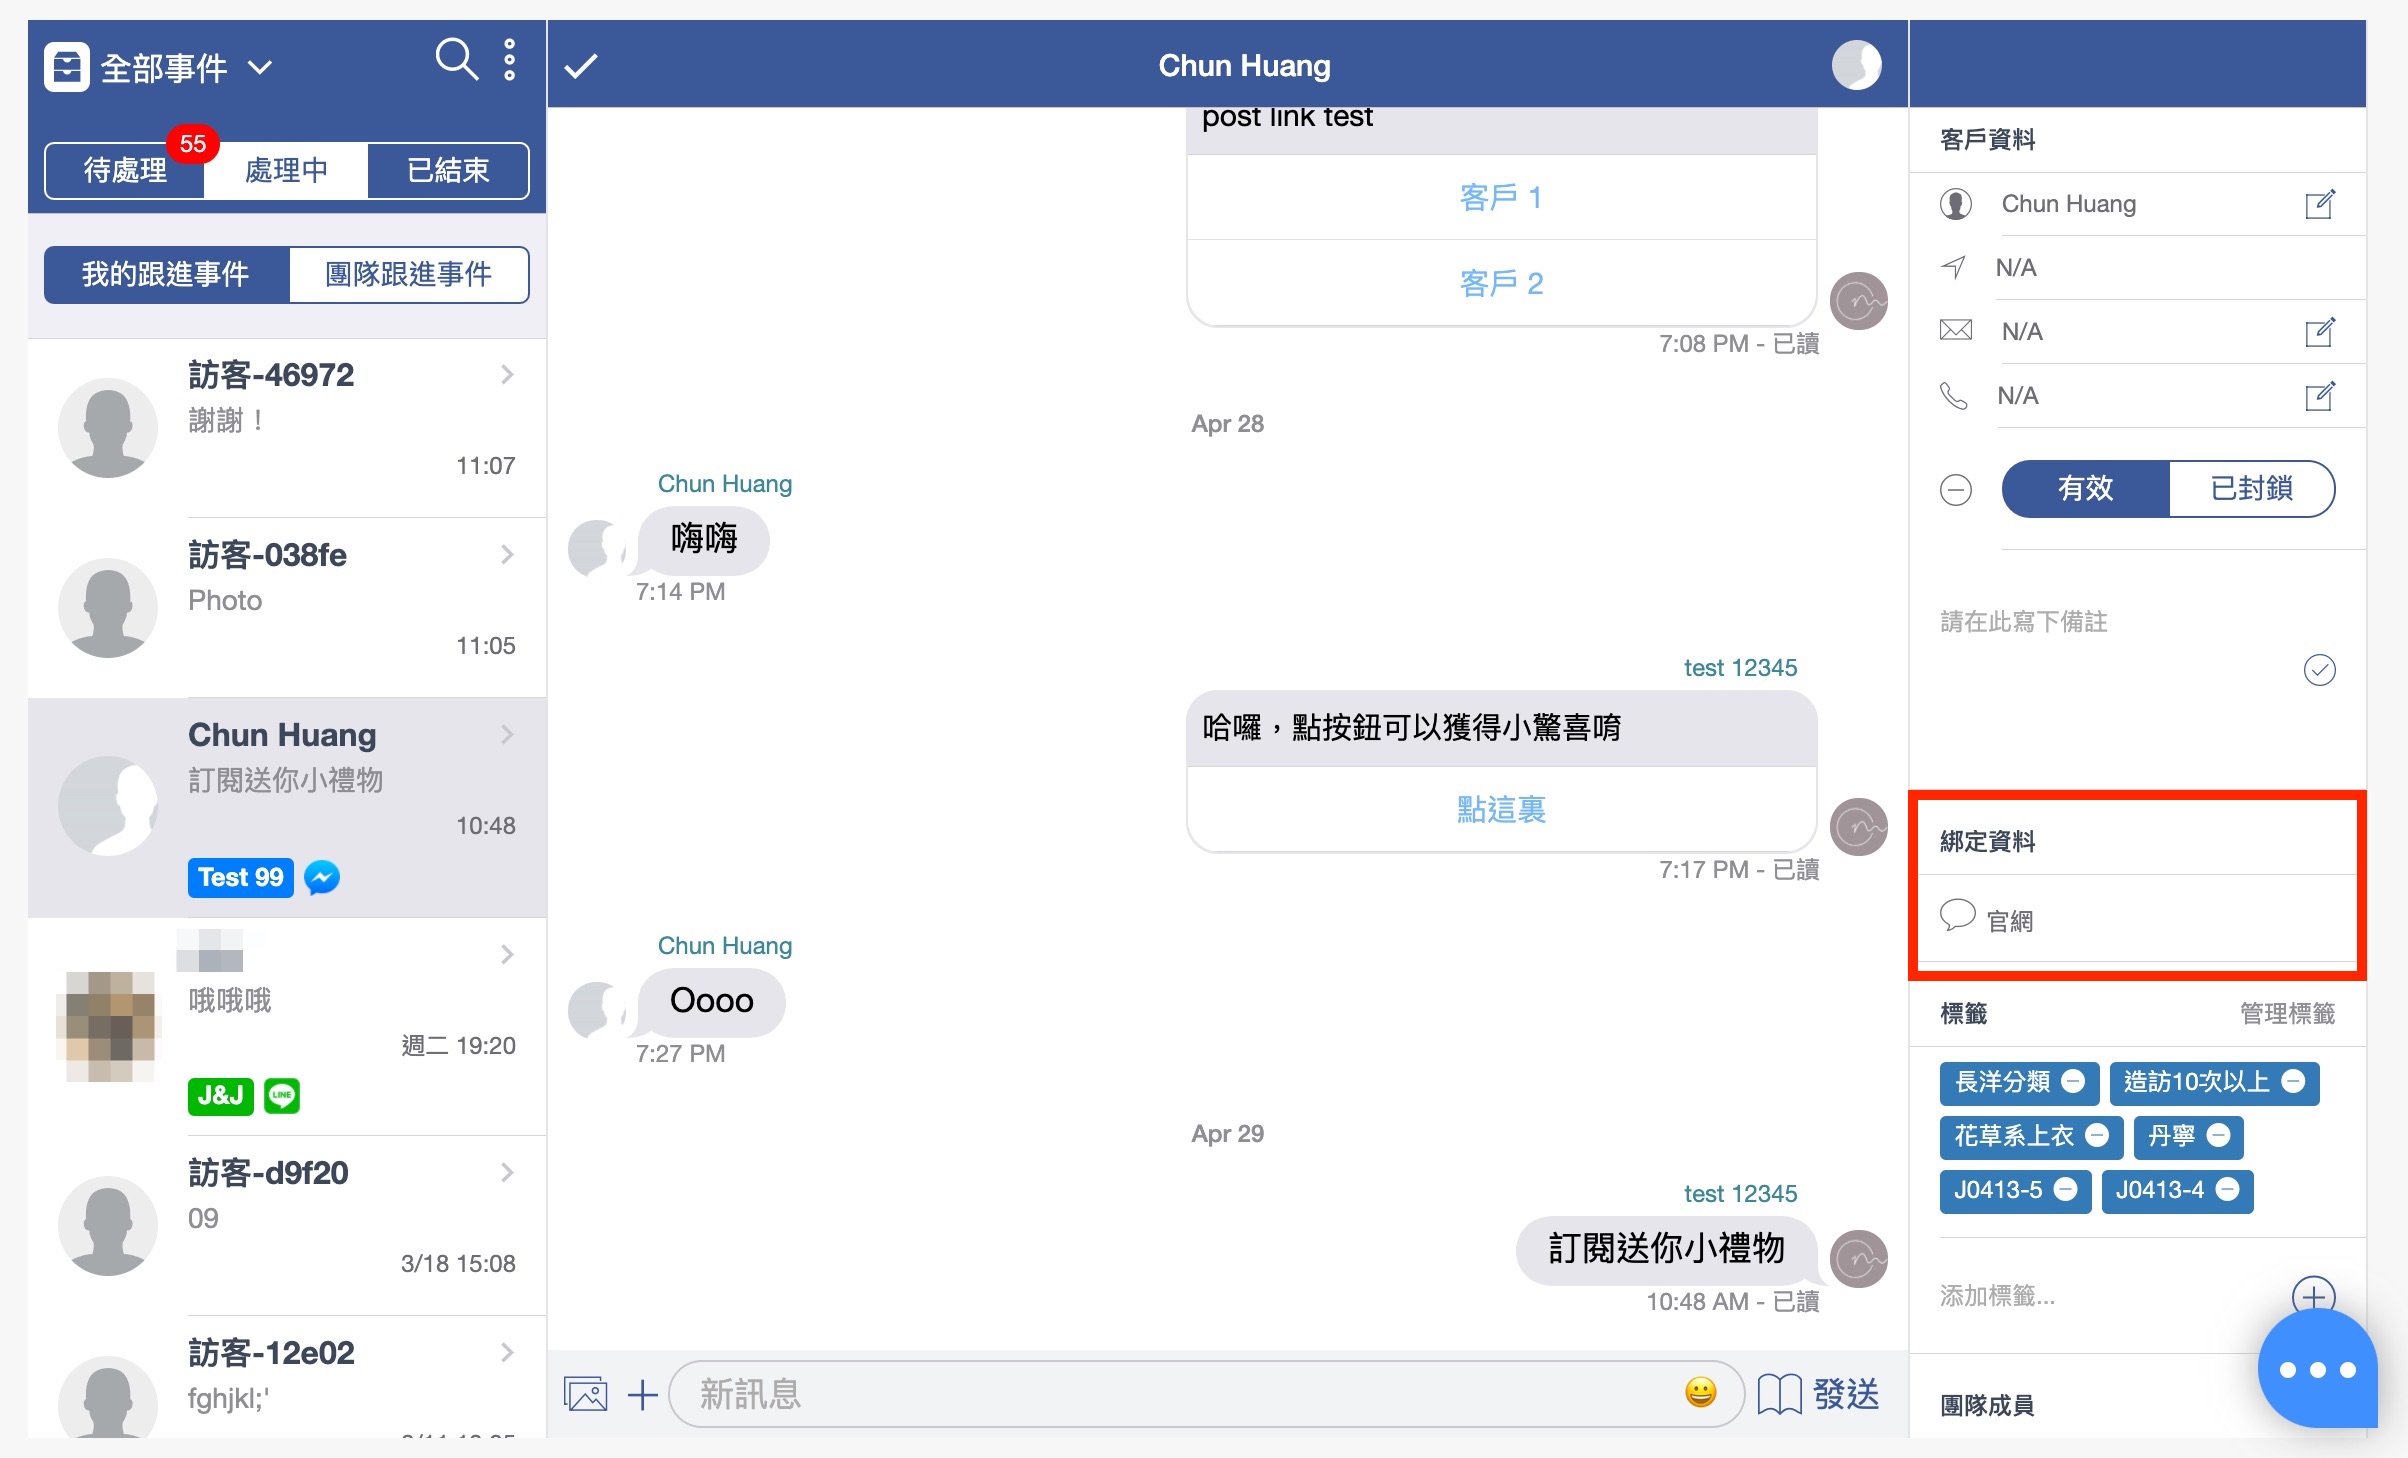 全部事件
待處理
55
處理中
已結束
我的跟進事件
團隊跟進事件
訪客-46972
謝謝！
11:07
訪客-038fe
Photo
11:05
Chun Huang
訂閱送你小禮物
10:48
Test 99
哦哦哦
週二 19:20
J&J
LINE
訪客-d9f20
09
3/18 15:08
訪客-12e02
fghjkl;'
Chun Huang
post link test
客戶 1
客戶 2
7:08 PM - 已讀
Apr 28
Chun Huang
嗨嗨
7:14 PM
test 12345
哈囉，點按鈕可以獲得小驚喜唷
點這裏
7:17 PM - 已讀
Chun Huang
Oooo
7:27 PM
Apr 29
test 12345
訂閱送你小禮物
10:48 AM - 已讀
新訊息
發送
客戶資料
Chun Huang
N/A
N/A
N/A
有效
已封鎖
請在此寫下備註
綁定資料
官網
標籤
管理標籤
長洋分類
造訪10次以上
花草系上衣
丹寧
J0413-5
J0413-4
添加標籤...
團隊成員